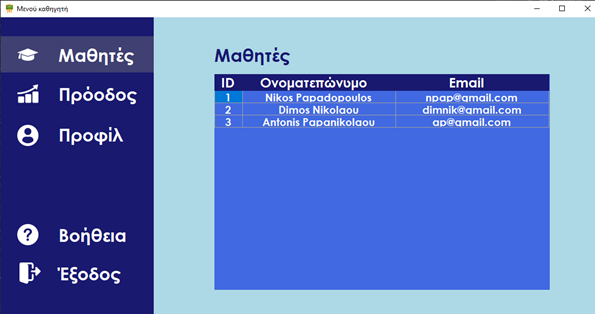 Μενού καθηγητή
Μαθητές
Πρόοδος
Προφίλ
Βοήθεια
Έξοδος
Μαθητές
ID Ονοματεπώνυμο Email
1 Nikos Papadopoulos npap@gmail.com
2 Dimos Nikolaou dimnik@gmail.com
3 Antonis Papanikolaou ap@gmail.com